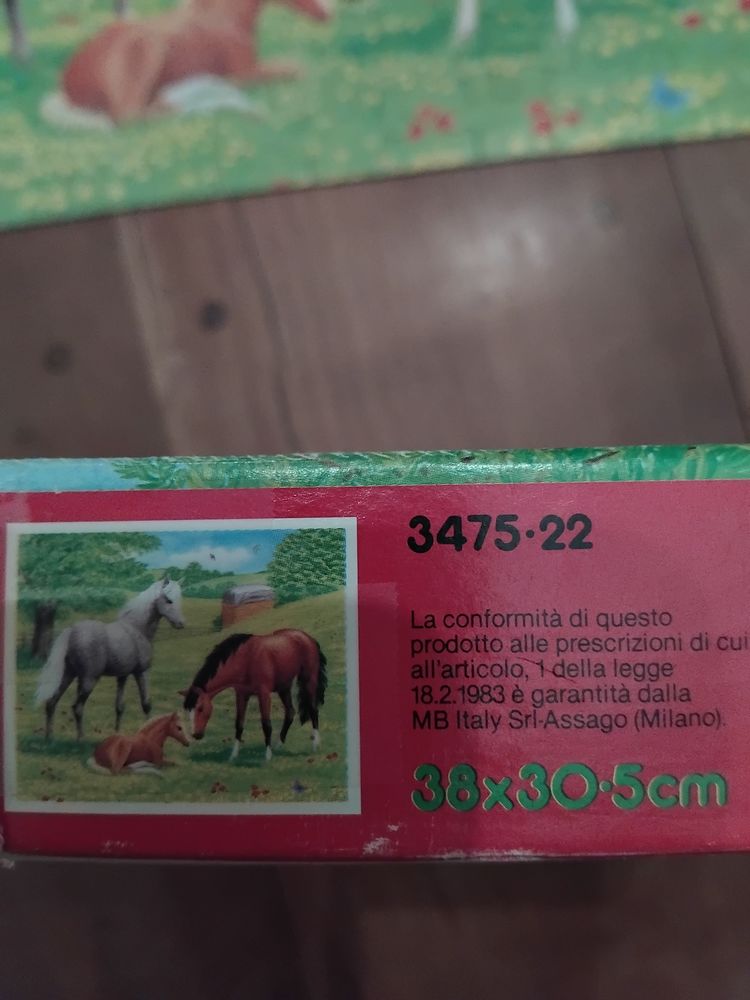 3475·22
La conformità di questo
prodotto alle prescrizioni di cui
all'articolo, 1 della legge
18.2.1983 è garantità dalla
MB Italy Srl-Assago (Milano).
38x30·5cm